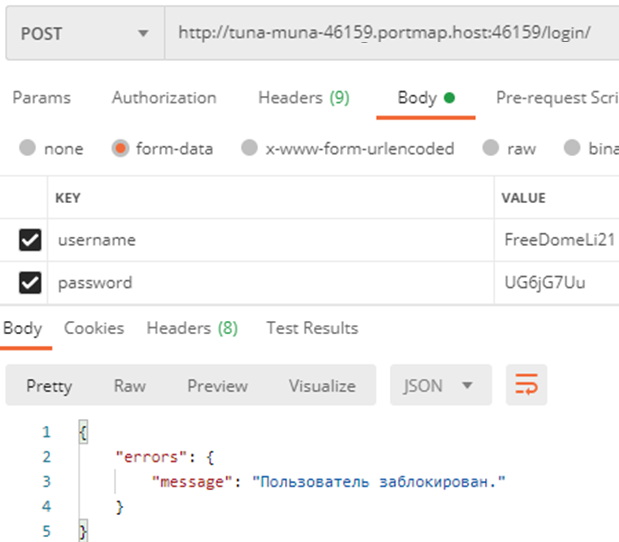 POST http://tuna-muna-46159.portmap.host:46159/login/
Params Authorization Headers (9) Body Pre-request Scri
none form-data x-www-form-urlencoded raw bina
KEY VALUE
username FreeDomeLi21
password UG6jG7Uu
Body Cookies Headers (8) Test Results
Pretty Raw Preview Visualize JSON
1 {
2 "errors": {
3 "message": "Пользователь заблокирован."
4 }
5 }